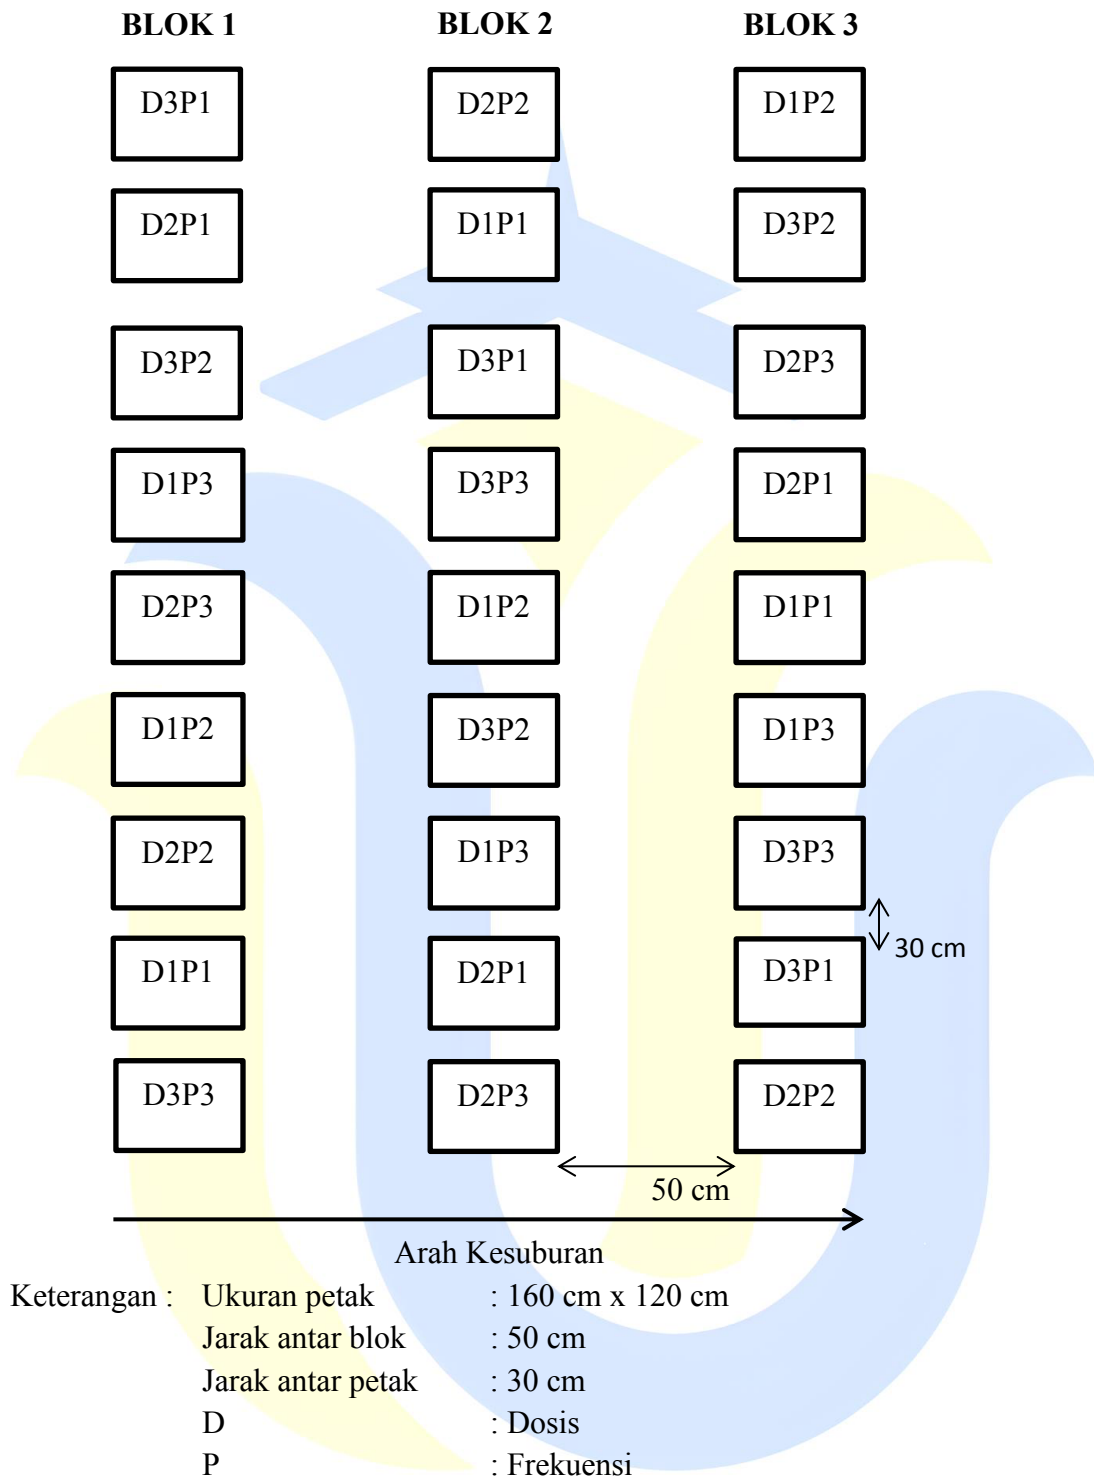 BLOK 1 BLOK 2 BLOK 3
D3P1 D2P2 D1P2
D2P1 D1P1 D3P2
D3P2 D3P1 D2P3
D1P3 D3P3 D2P1
D2P3 D1P2 D1P1
D1P2 D3P2 D1P3
D2P2 D1P3 D3P3
30 cm
D1P1 D2P1 D3P1
D3P3 D2P3 D2P2
50 cm
Arah Kesuburan
Keterangan : Ukuran petak : 160 cm x 120 cm
Jarak antar blok : 50 cm
Jarak antar petak : 30 cm
D : Dosis
P : Frekuensi